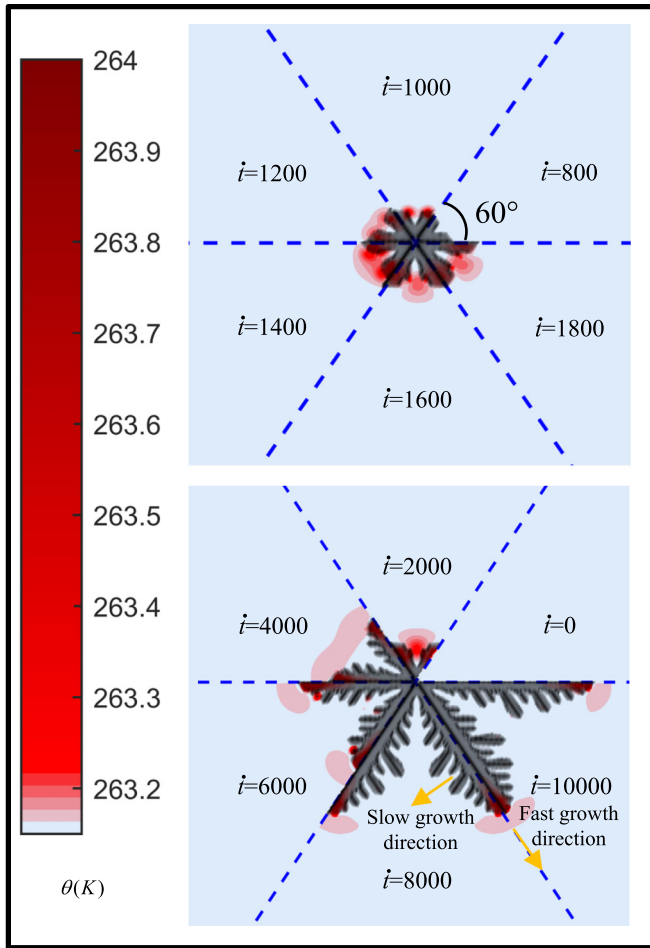 264
263.9
263.8
263.7
263.6
263.5
263.4
263.3
263.2
θ(K)
i=1000
i=1200
i=800
60°
i=1400
i=1800
i=1600
i=2000
i=4000
i=0
i=6000
i=10000
Slow growth
direction
Fast growth
direction
i=8000